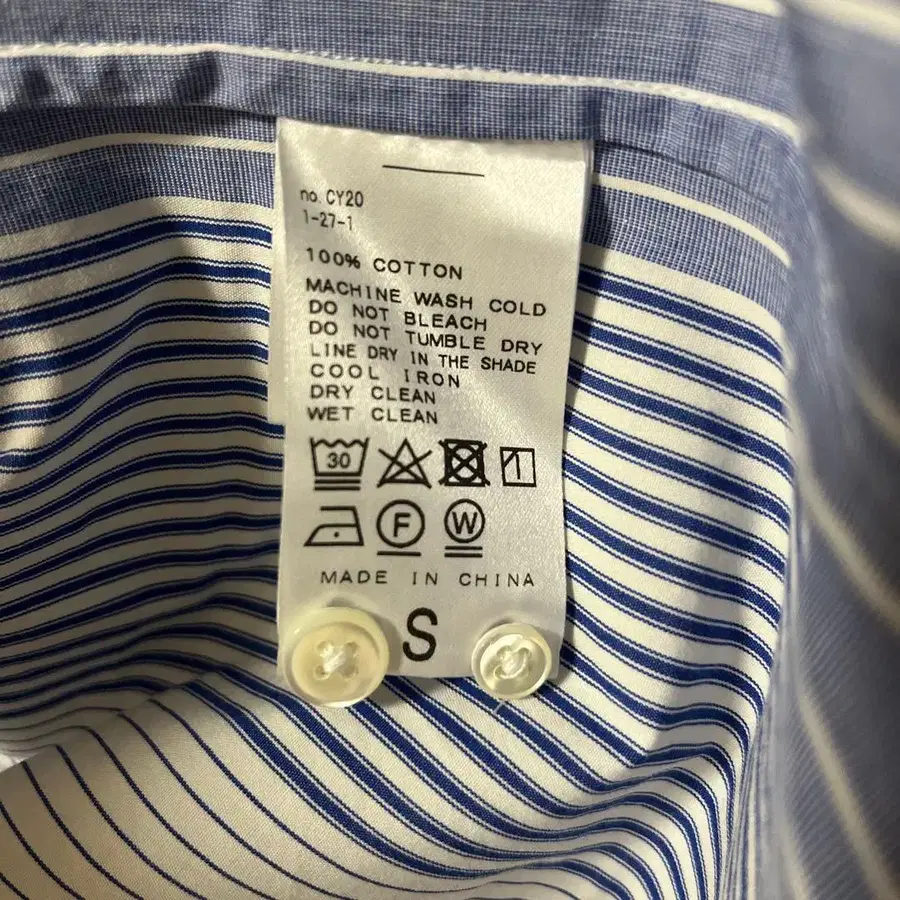 no. CY20
1-27-1
100% COTTON
MACHINE WASH COLD
DO NOT BLEACH
DO NOT TUMBLE DRY
LINE DRY IN THE SHADE
COOL IRON
DRY CLEAN
WET CLEAN
30
F W
MADE IN CHINA
S